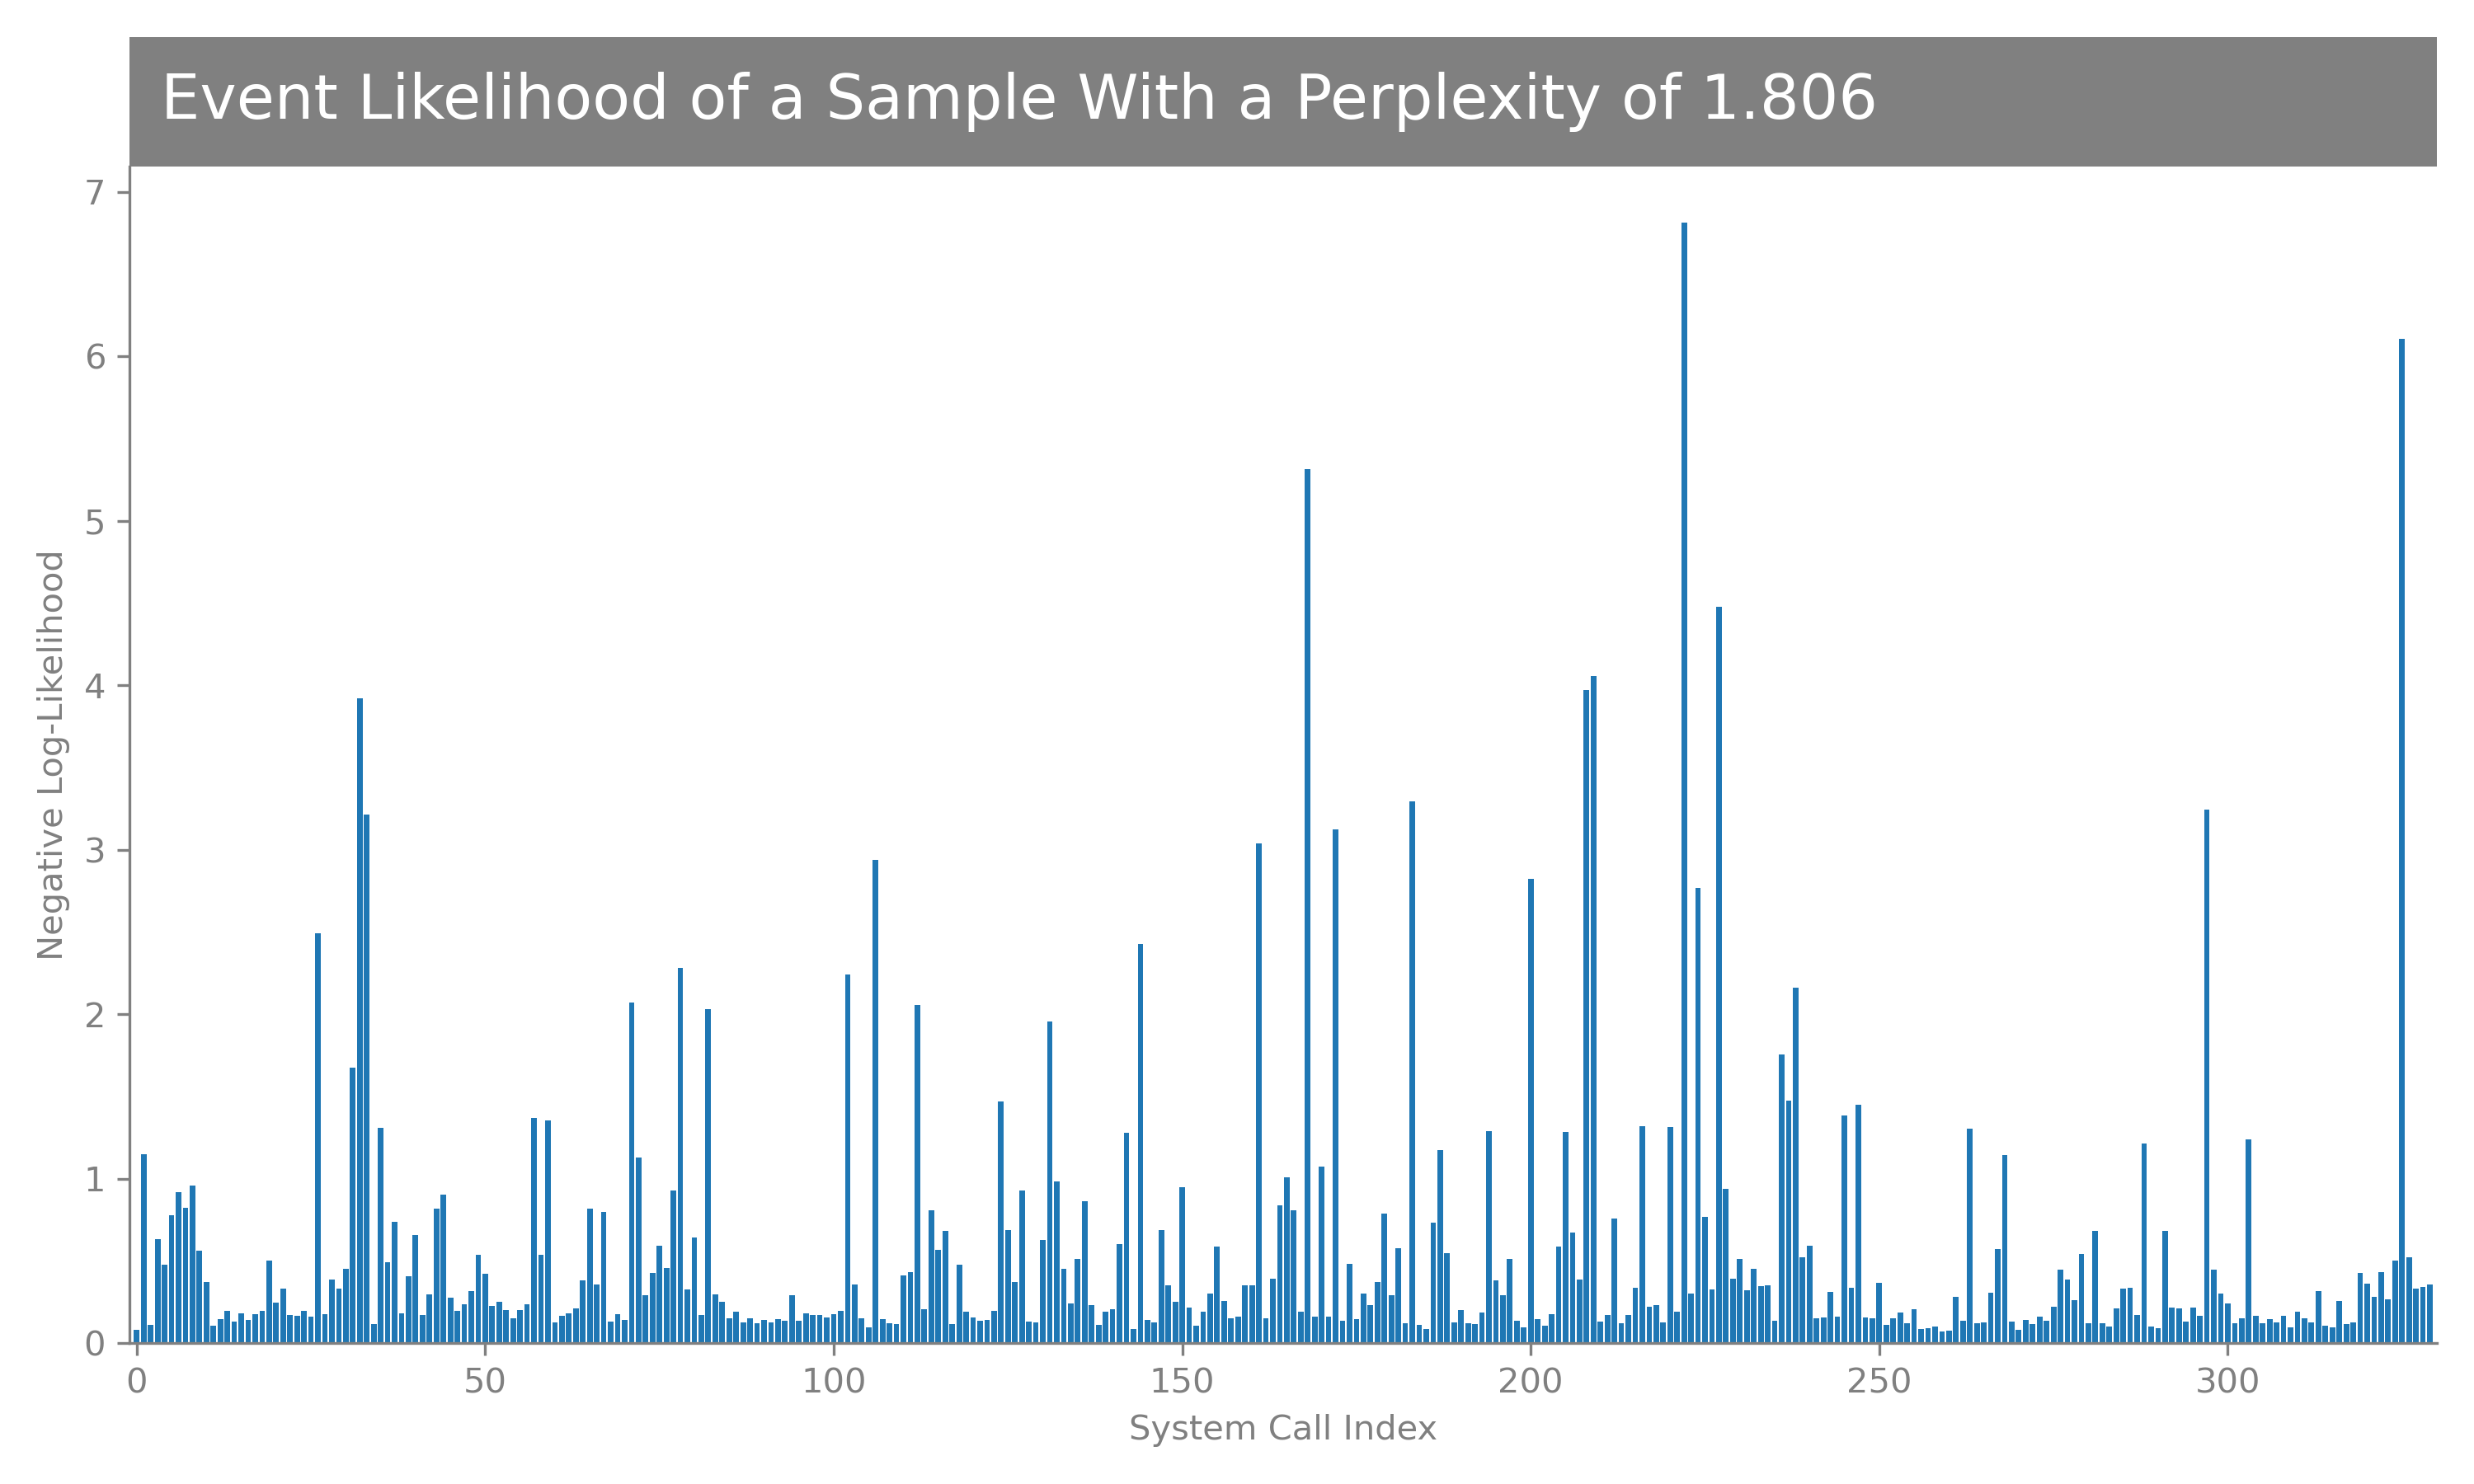 Event Likelihood of a Sample With a Perplexity of 1.806
7
6
5
4
3
2
1
0
Negative Log-Likelihood
0 50 100 150 200 250 300
System Call Index